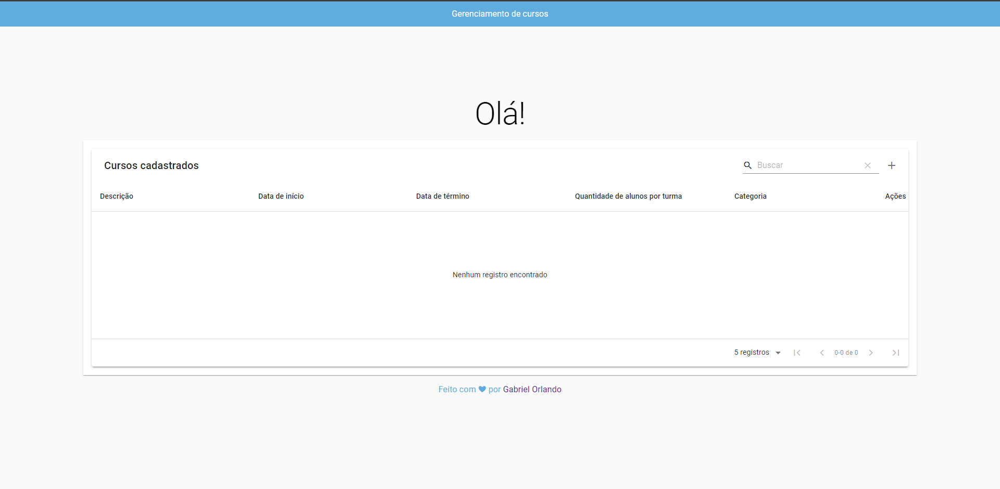 Gerenciamento de cursos
Olá!
Cursos cadastrados
Buscar
Descrição Data de início Data de término Quantidade de alunos por turma Categoria Ações
Nenhum registro encontrado
5 registros 0-0 de 0
Feito com por Gabriel Orlando